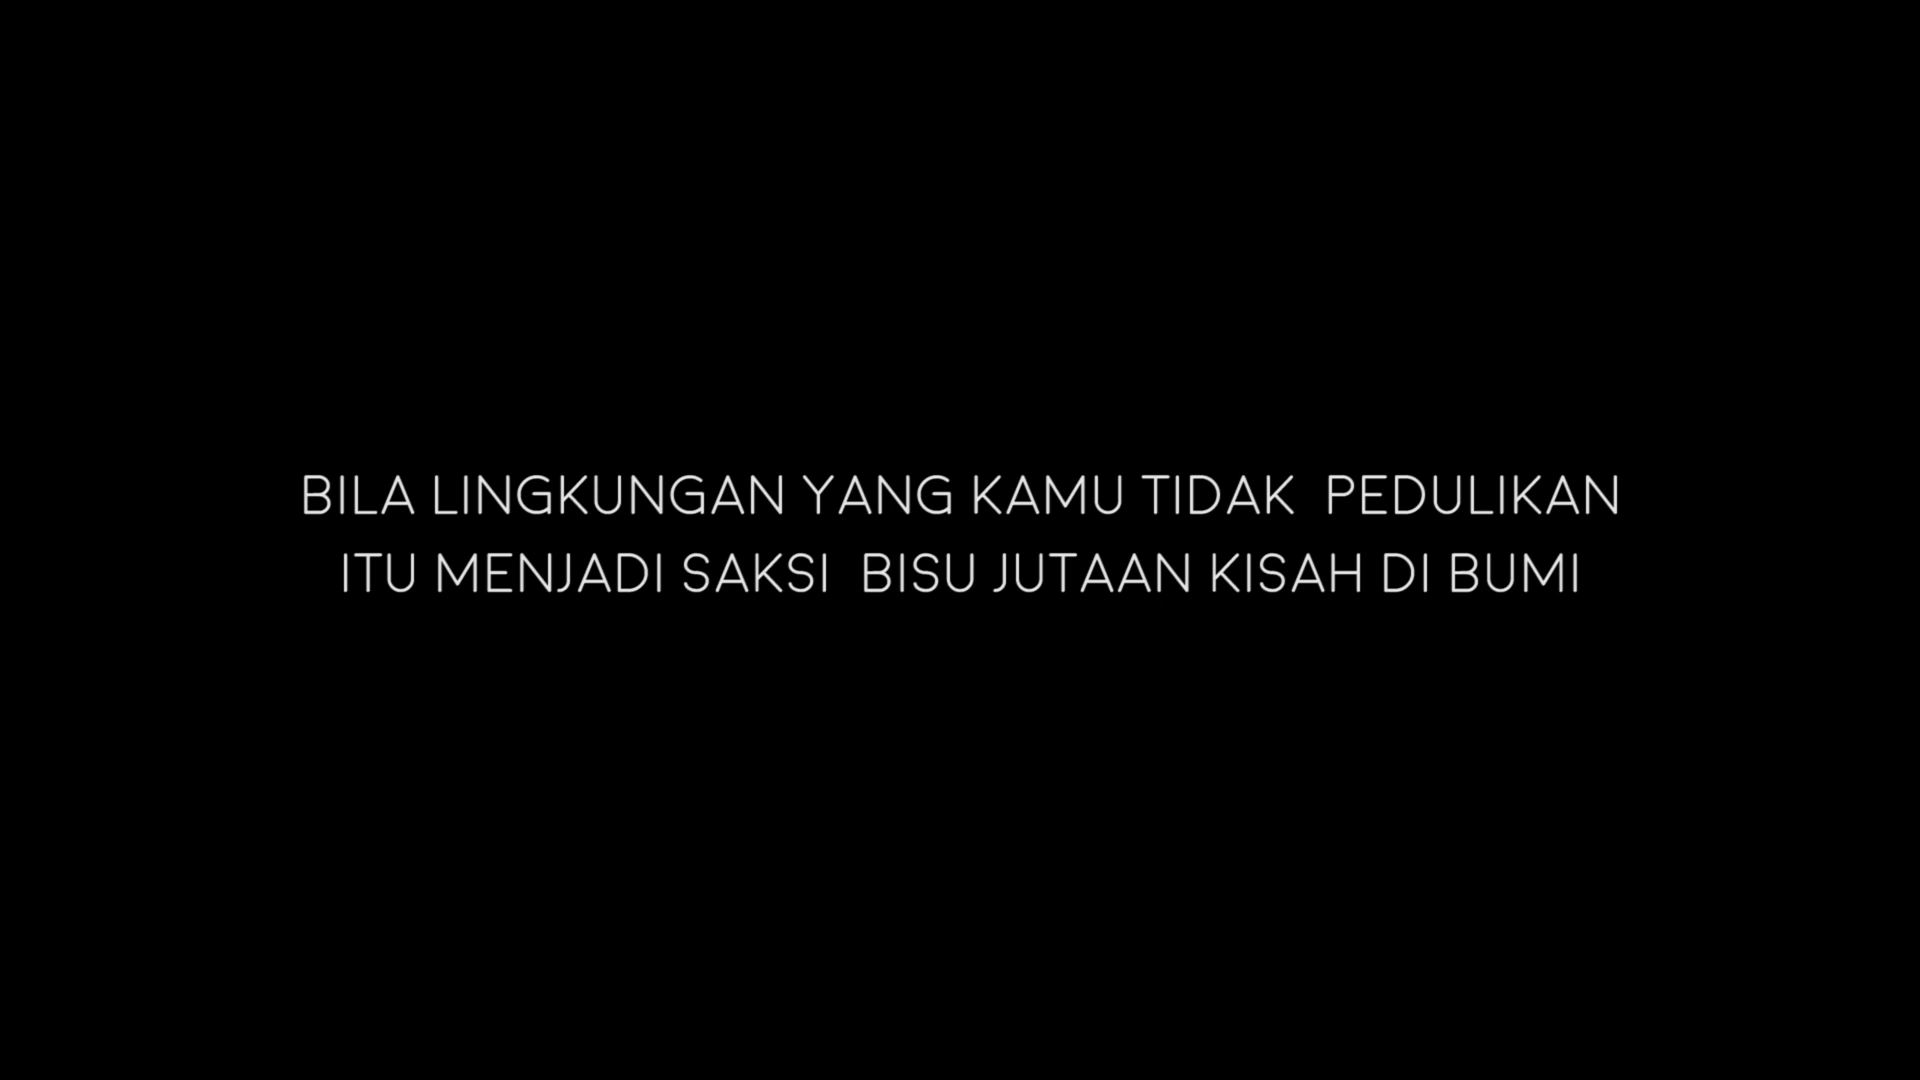 BILA LINGKUNGAN YANG KAMU TIDAK  PEDULIKAN
ITU MENJADI SAKSI  BISU JUTAAN KISAH DI BUMI